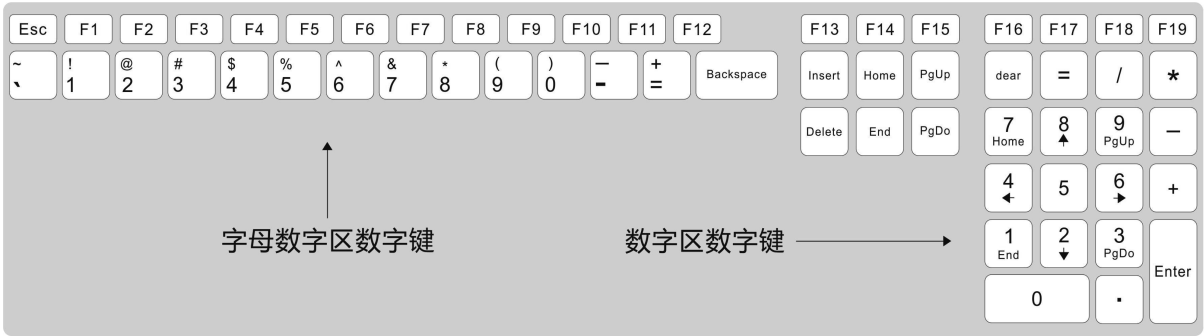 Esc F1 F2 F3 F4 F5 F6 F7 F8 F9 F10 F11 F12 F13 F14 F15 F16 F17 F18 F19
~ ! @ # $ % ^ & * ( ) — +
` 1 2 3 4 5 6 7 8 9 0 - = Backspace Insert Home PgUp dear = / *
Delete End PgDo 7 8 9 —
Home PgUp
4 5 6 +
字母数字区数字键 数字区数字键 1 2 3
End PgDo
Enter
0 .